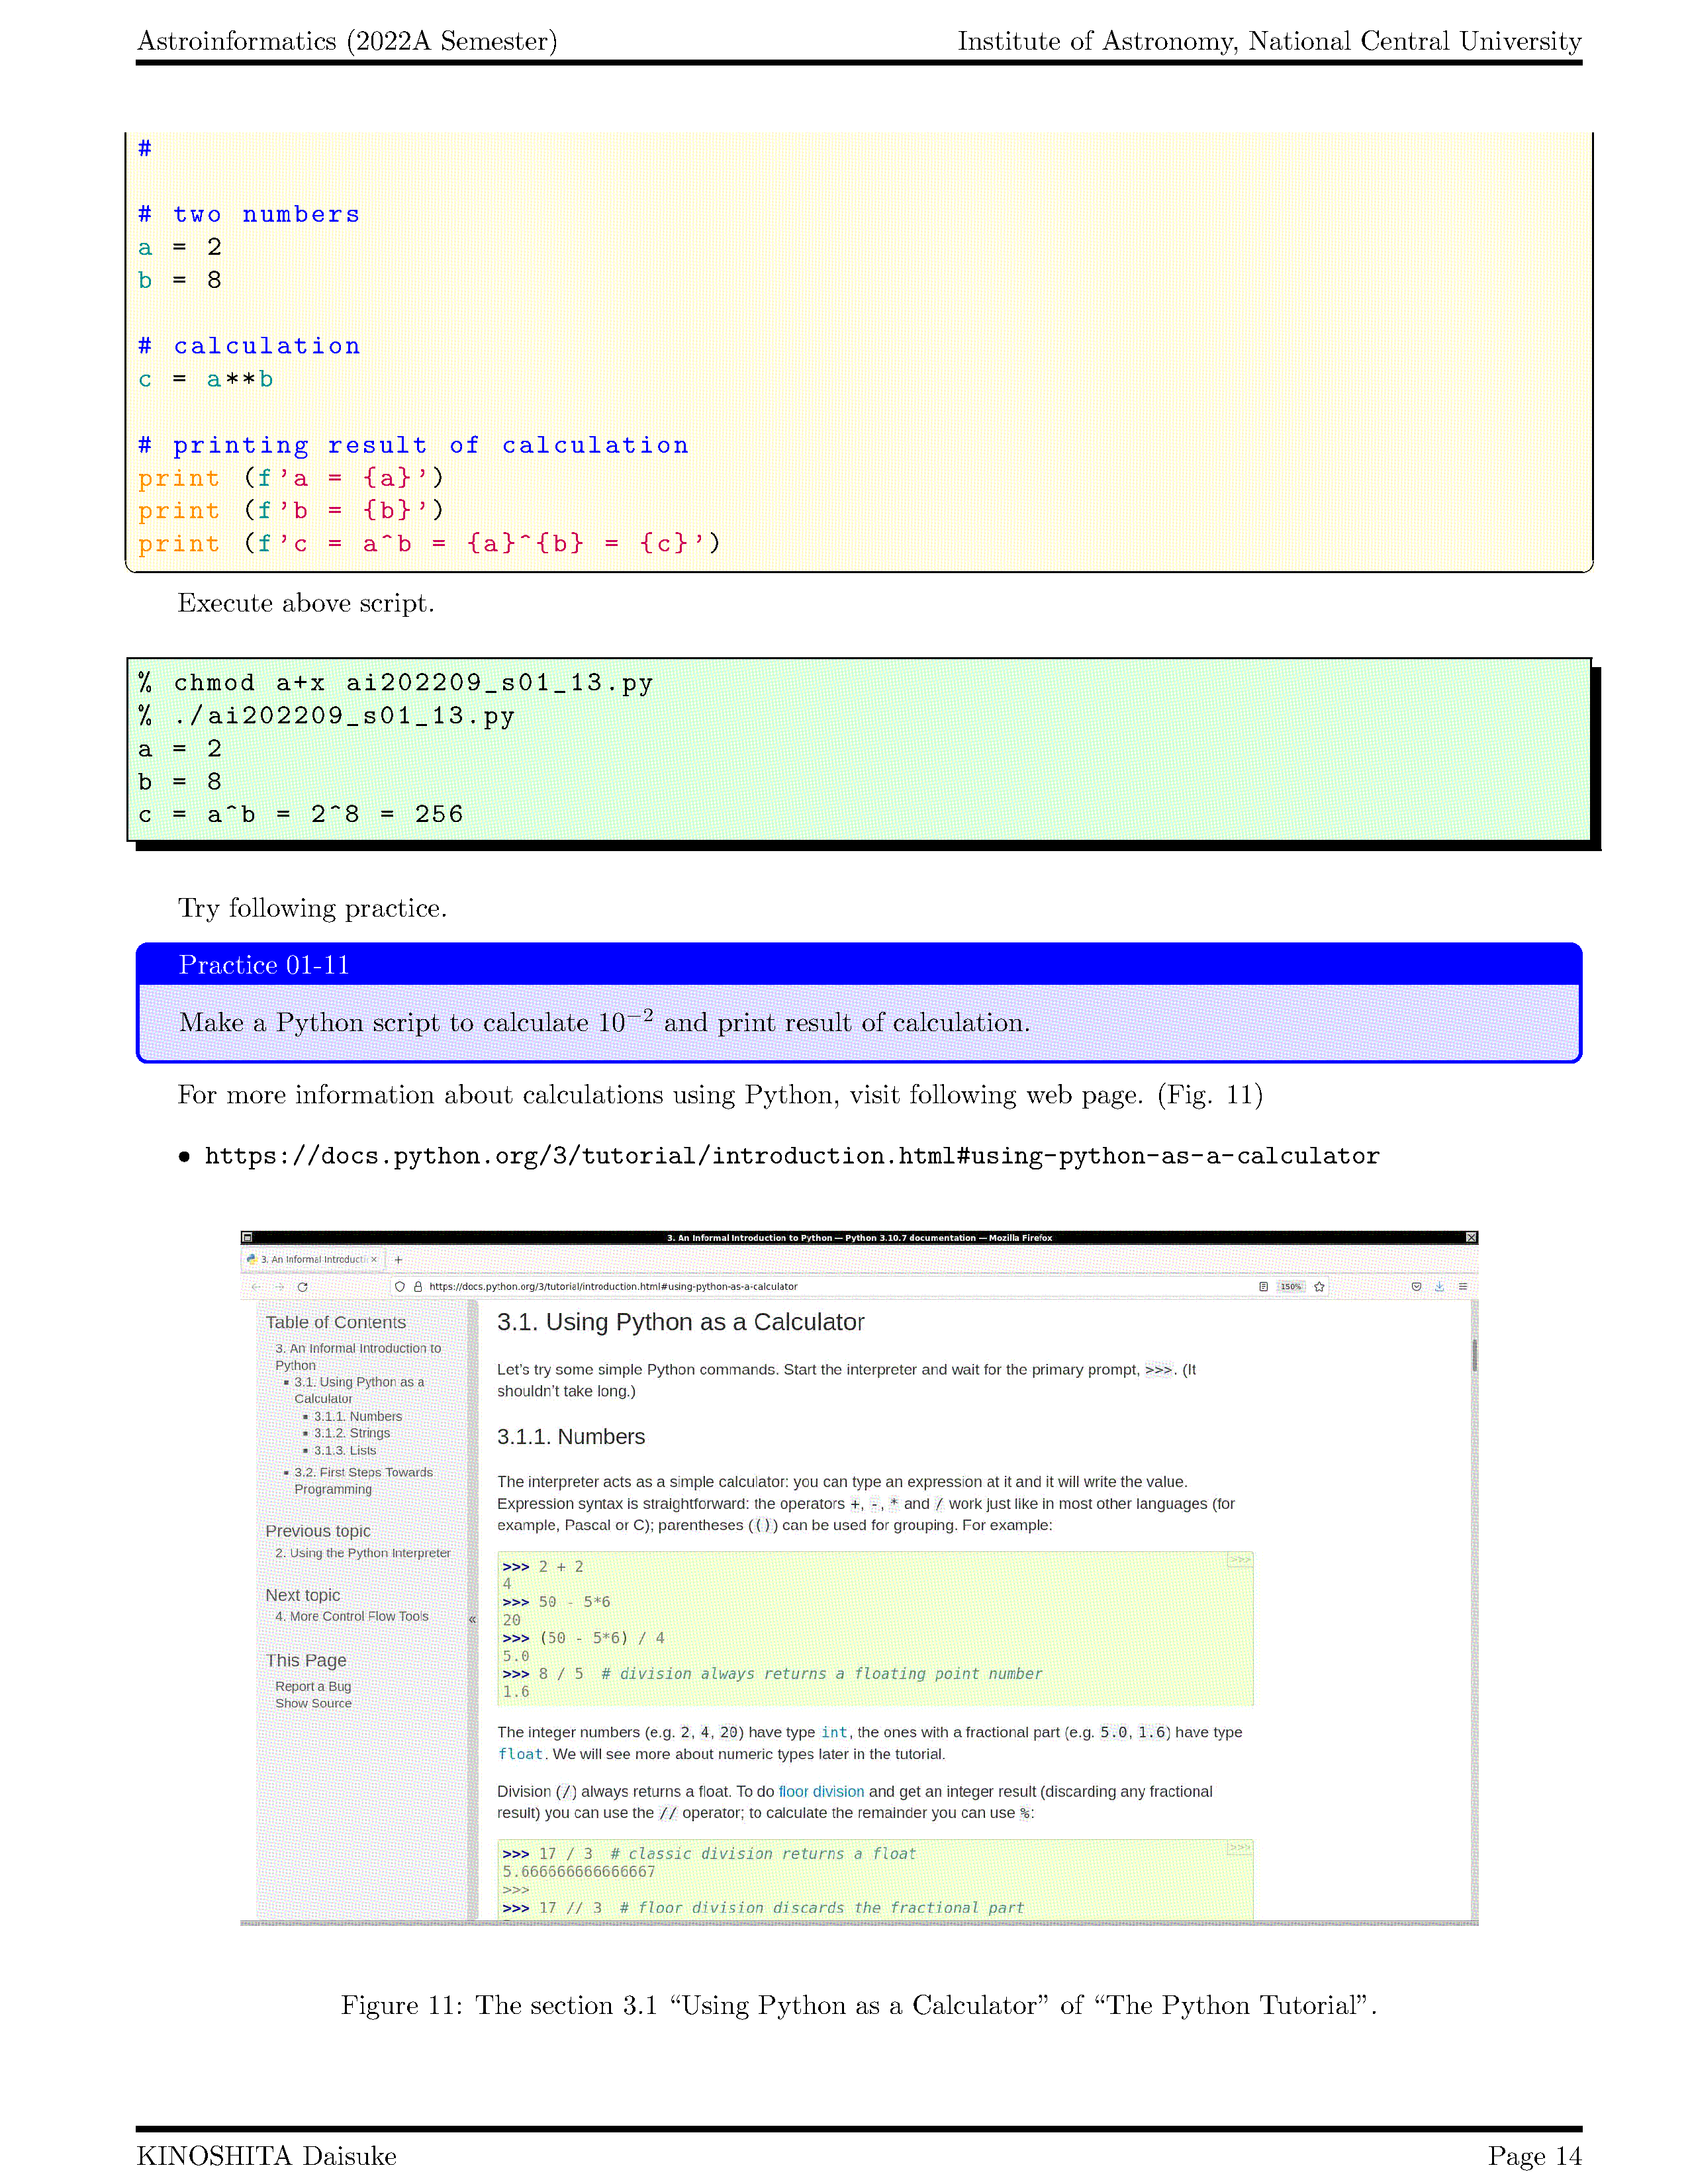 Astroinformatics (2022A Semester) Institute of Astronomy, National Central University
#
# two numbers
a = 2
b = 8
# calculation
c = a**b
# printing result of calculation
print (f'a = {a}')
print (f'b = {b}')
print (f'c = a^b = {a}^{b} = {c}')
Execute above script.
% chmod a+x ai202209_s01_13.py
% ./ai202209_s01_13.py
a = 2
b = 8
c = a^b = 2^8 = 256
Try following practice.
Practice 01-11
Make a Python script to calculate 10⁻² and print result of calculation.
For more information about calculations using Python, visit following web page. (Fig. 11)
• https://docs.python.org/3/tutorial/introduction.html#using-python-as-a-calculator
3. An Informal Introduction to Python — Python 3.10.7 documentation — Mozilla Firefox
3. An Informal Introducti × +
https://docs.python.org/3/tutorial/introduction.html#using-python-as-a-calculator 150%
Table of Contents
3. An Informal Introduction to
Python
▪ 3.1. Using Python as a
Calculator
▪ 3.1.1. Numbers
▪ 3.1.2. Strings
▪ 3.1.3. Lists
▪ 3.2. First Steps Towards
Programming
Previous topic
2. Using the Python Interpreter
Next topic
4. More Control Flow Tools
«
This Page
Report a Bug
Show Source
3.1. Using Python as a Calculator
Let's try some simple Python commands. Start the interpreter and wait for the primary prompt, >>>. (It
shouldn't take long.)
3.1.1. Numbers
The interpreter acts as a simple calculator: you can type an expression at it and it will write the value.
Expression syntax is straightforward: the operators +, -, * and / work just like in most other languages (for
example, Pascal or C); parentheses (()) can be used for grouping. For example:
>>>
>>> 2 + 2
4
>>> 50 - 5*6
20
>>> (50 - 5*6) / 4
5.0
>>> 8 / 5 # division always returns a floating point number
1.6
The integer numbers (e.g. 2, 4, 20) have type int, the ones with a fractional part (e.g. 5.0, 1.6) have type
float. We will see more about numeric types later in the tutorial.
Division (/) always returns a float. To do floor division and get an integer result (discarding any fractional
result) you can use the // operator; to calculate the remainder you can use %:
>>>
>>> 17 / 3 # classic division returns a float
5.666666666666667
>>>
>>> 17 // 3 # floor division discards the fractional part
Figure 11: The section 3.1 “Using Python as a Calculator” of “The Python Tutorial”.
KINOSHITA Daisuke Page 14